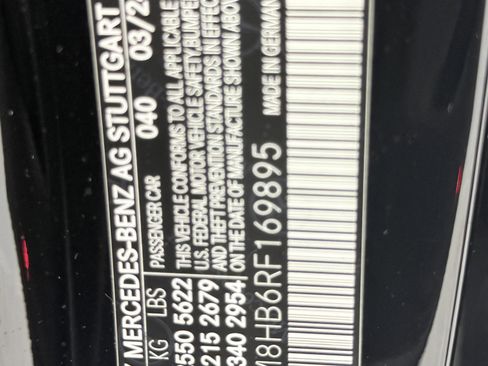 MERCEDES-BENZ AG STUTTGART
040 03/2
KG LBS PASSENGER CAR
550 5622 THIS VEHICLE CONFORMS TO ALL APPLICABLE
215 2679 U.S. FEDERAL MOTOR VEHICLE SAFETY/BUMPER
340 2954 AND THEFT PREVENTION STANDARDS IN EFFECT
ON THE DATE OF MANUFACTURE SHOWN ABOVE
8HB6RF169895
MADE IN GERMANY